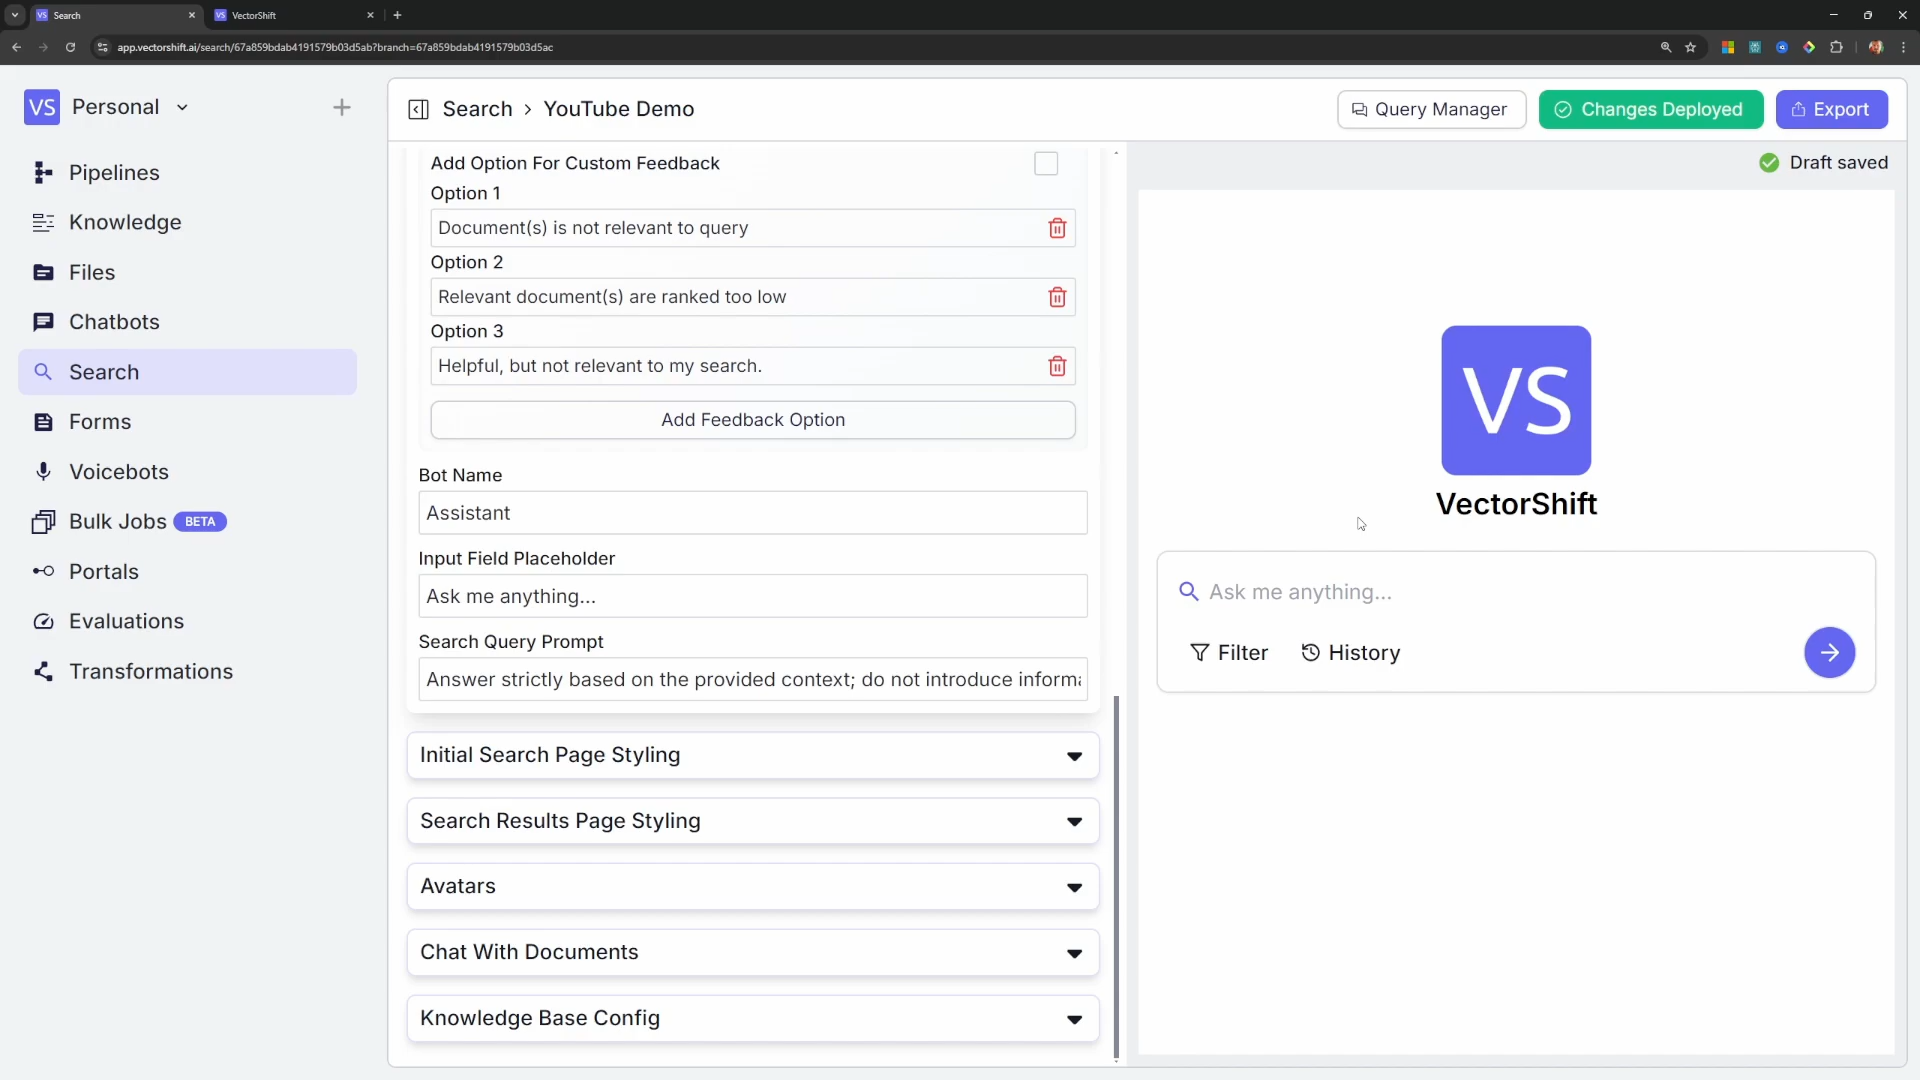 VS Search
VS VectorShift
app.vectorshift.ai/search/67a859bdab4191579b03d5ab?branch=67a859bdab4191579b03d5ac
VS Personal
Search > YouTube Demo
Query Manager
Changes Deployed
Export
Draft saved
Pipelines
Knowledge
Files
Chatbots
Search
Forms
Voicebots
Bulk Jobs BETA
Portals
Evaluations
Transformations
Add Option For Custom Feedback
Option 1
Document(s) is not relevant to query
Option 2
Relevant document(s) are ranked too low
Option 3
Helpful, but not relevant to my search.
Add Feedback Option
Bot Name
Assistant
Input Field Placeholder
Ask me anything...
Search Query Prompt
Answer strictly based on the provided context; do not introduce informa
Initial Search Page Styling
Search Results Page Styling
Avatars
Chat With Documents
Knowledge Base Config
VS
VectorShift
Ask me anything...
Filter
History